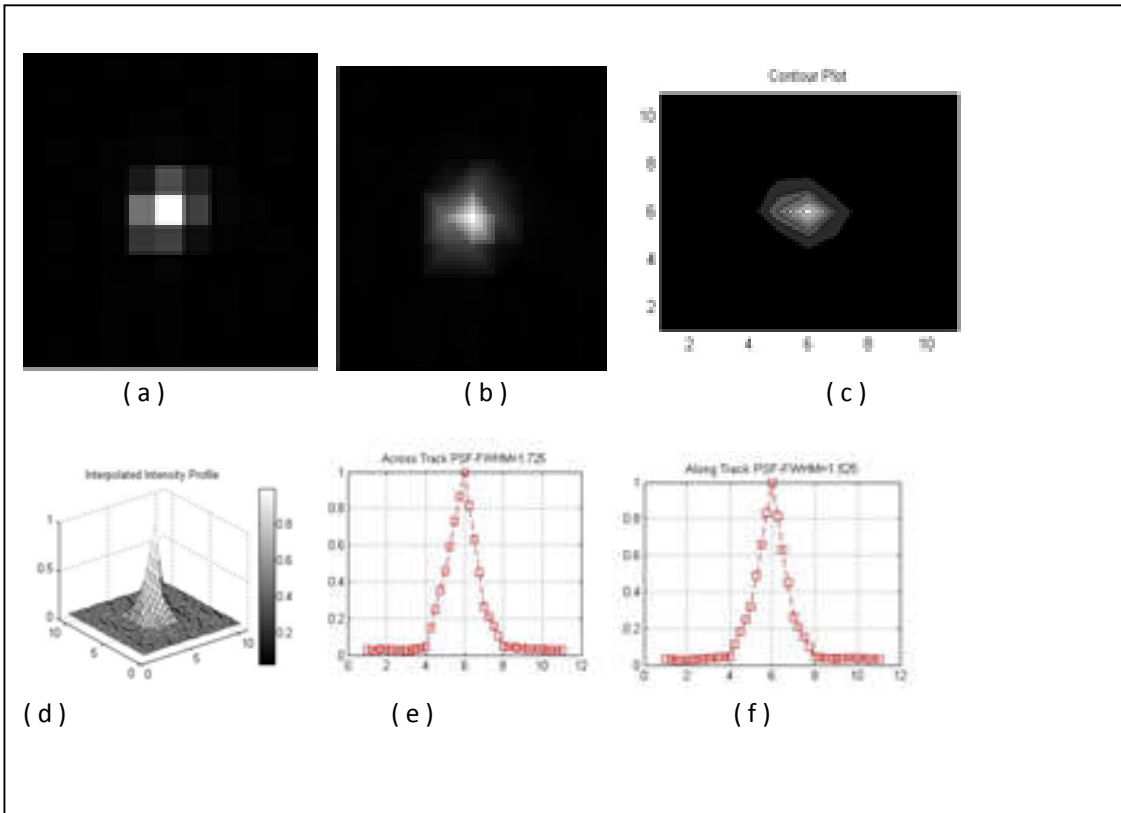 Contour Plot
10
8
6
4
2
2 4 6 8 10
( a )
( b )
( c )
Interpolated Intensity Profile
1
0.5
0
10
5
0 0
5
10
0.8
0.6
0.4
0.2
Across Track PSF-FWHM=1.725
1
0.8
0.6
0.4
0.2
0
0 2 4 6 8 10 12
Along Track PSF-FWHM=
1
0.8
0.6
0.4
0.2
0
0 2 4 6 8 10 12
( d )
( e )
( f )